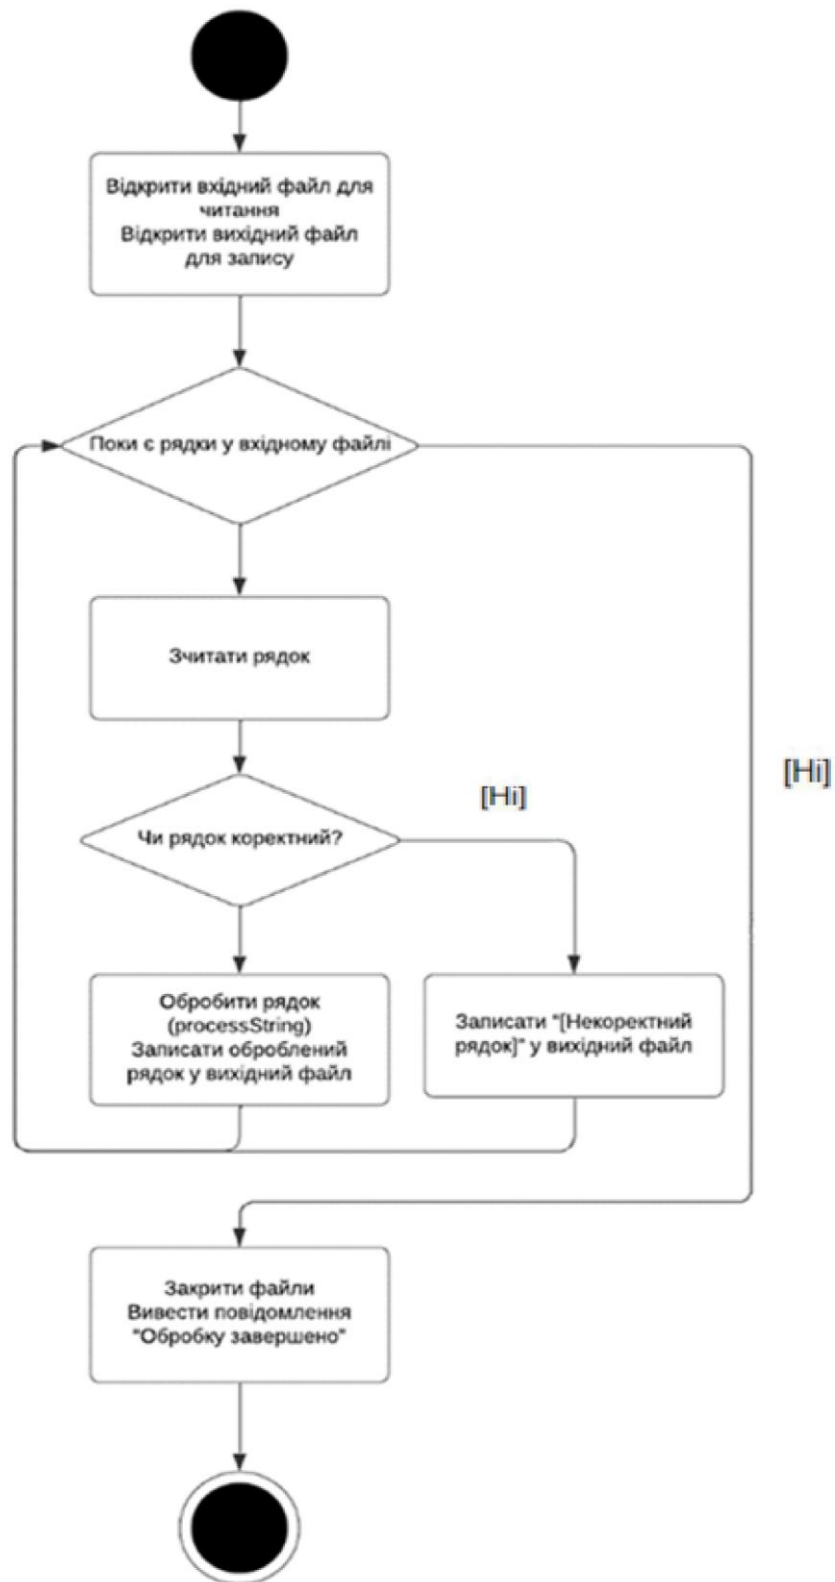 Відкрити вхідний файл для
читання
Відкрити вихідний файл
для запису
Поки є рядки у вхідному файлі
Зчитати рядок
[Ні]
[Ні]
Чи рядок коректний?
Обробити рядок
(processString)
Записати оброблений
рядок у вихідний файл
Записати "[Некоректний
рядок]" у вихідний файл
Закрити файли
Вивести повідомлення
"Обробку завершено"